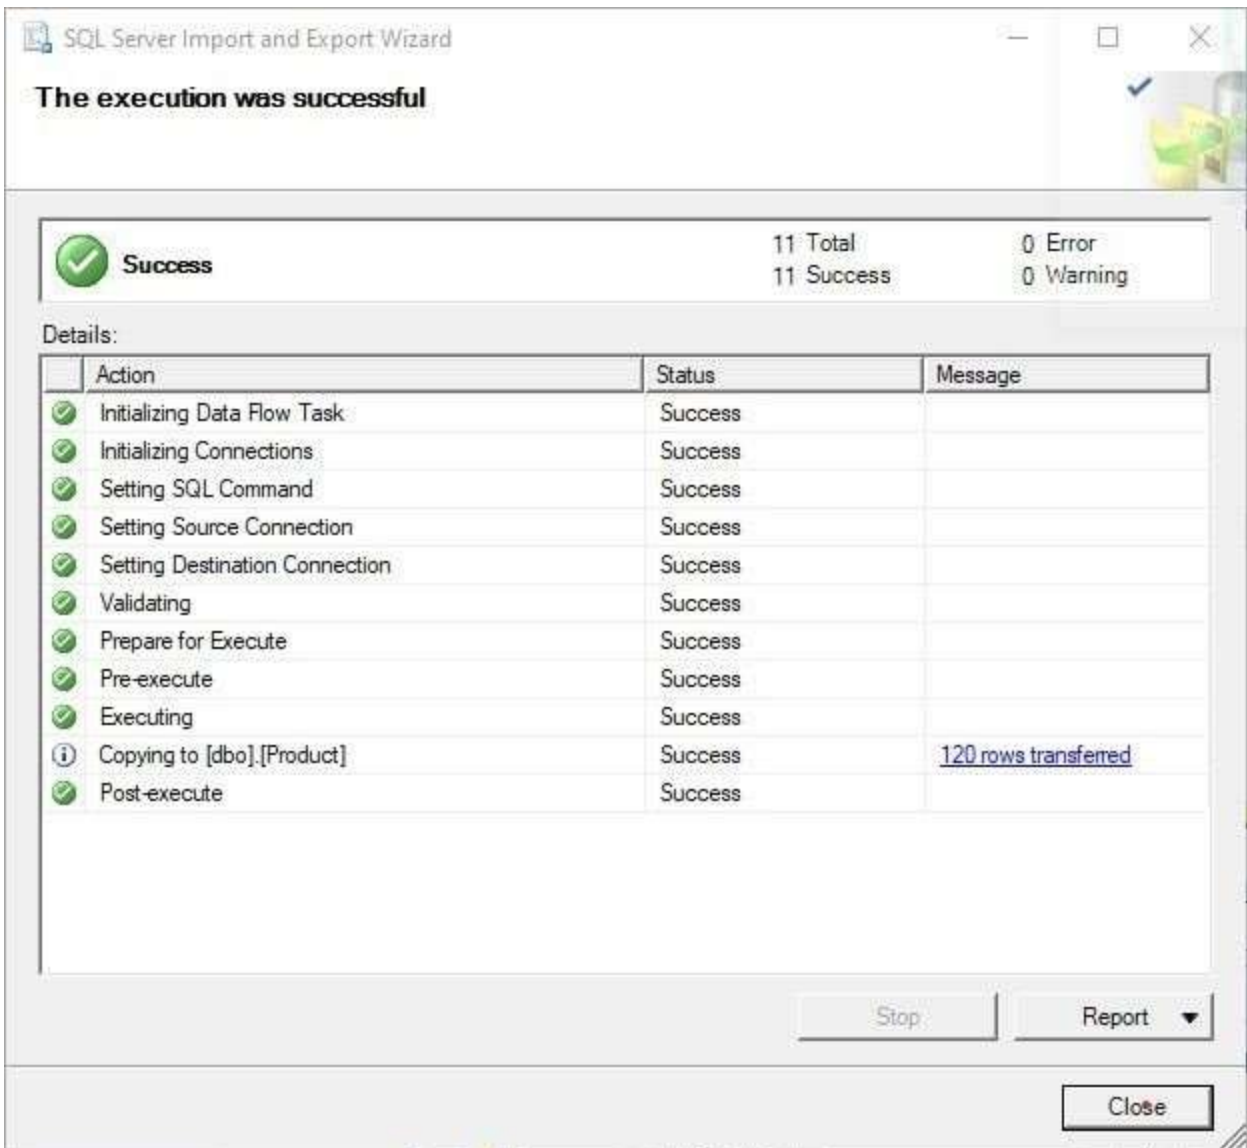 SQL Server Import and Export Wizard
The execution was successful
Success
11 Total 0 Error
11 Success 0 Warning
Details:
Action Status Message
Initializing Data Flow Task Success
Initializing Connections Success
Setting SQL Command Success
Setting Source Connection Success
Setting Destination Connection Success
Validating Success
Prepare for Execute Success
Pre-execute Success
Executing Success
Copying to [dbo].[Product] Success 120 rows transferred
Post-execute Success
Stop Report
Close